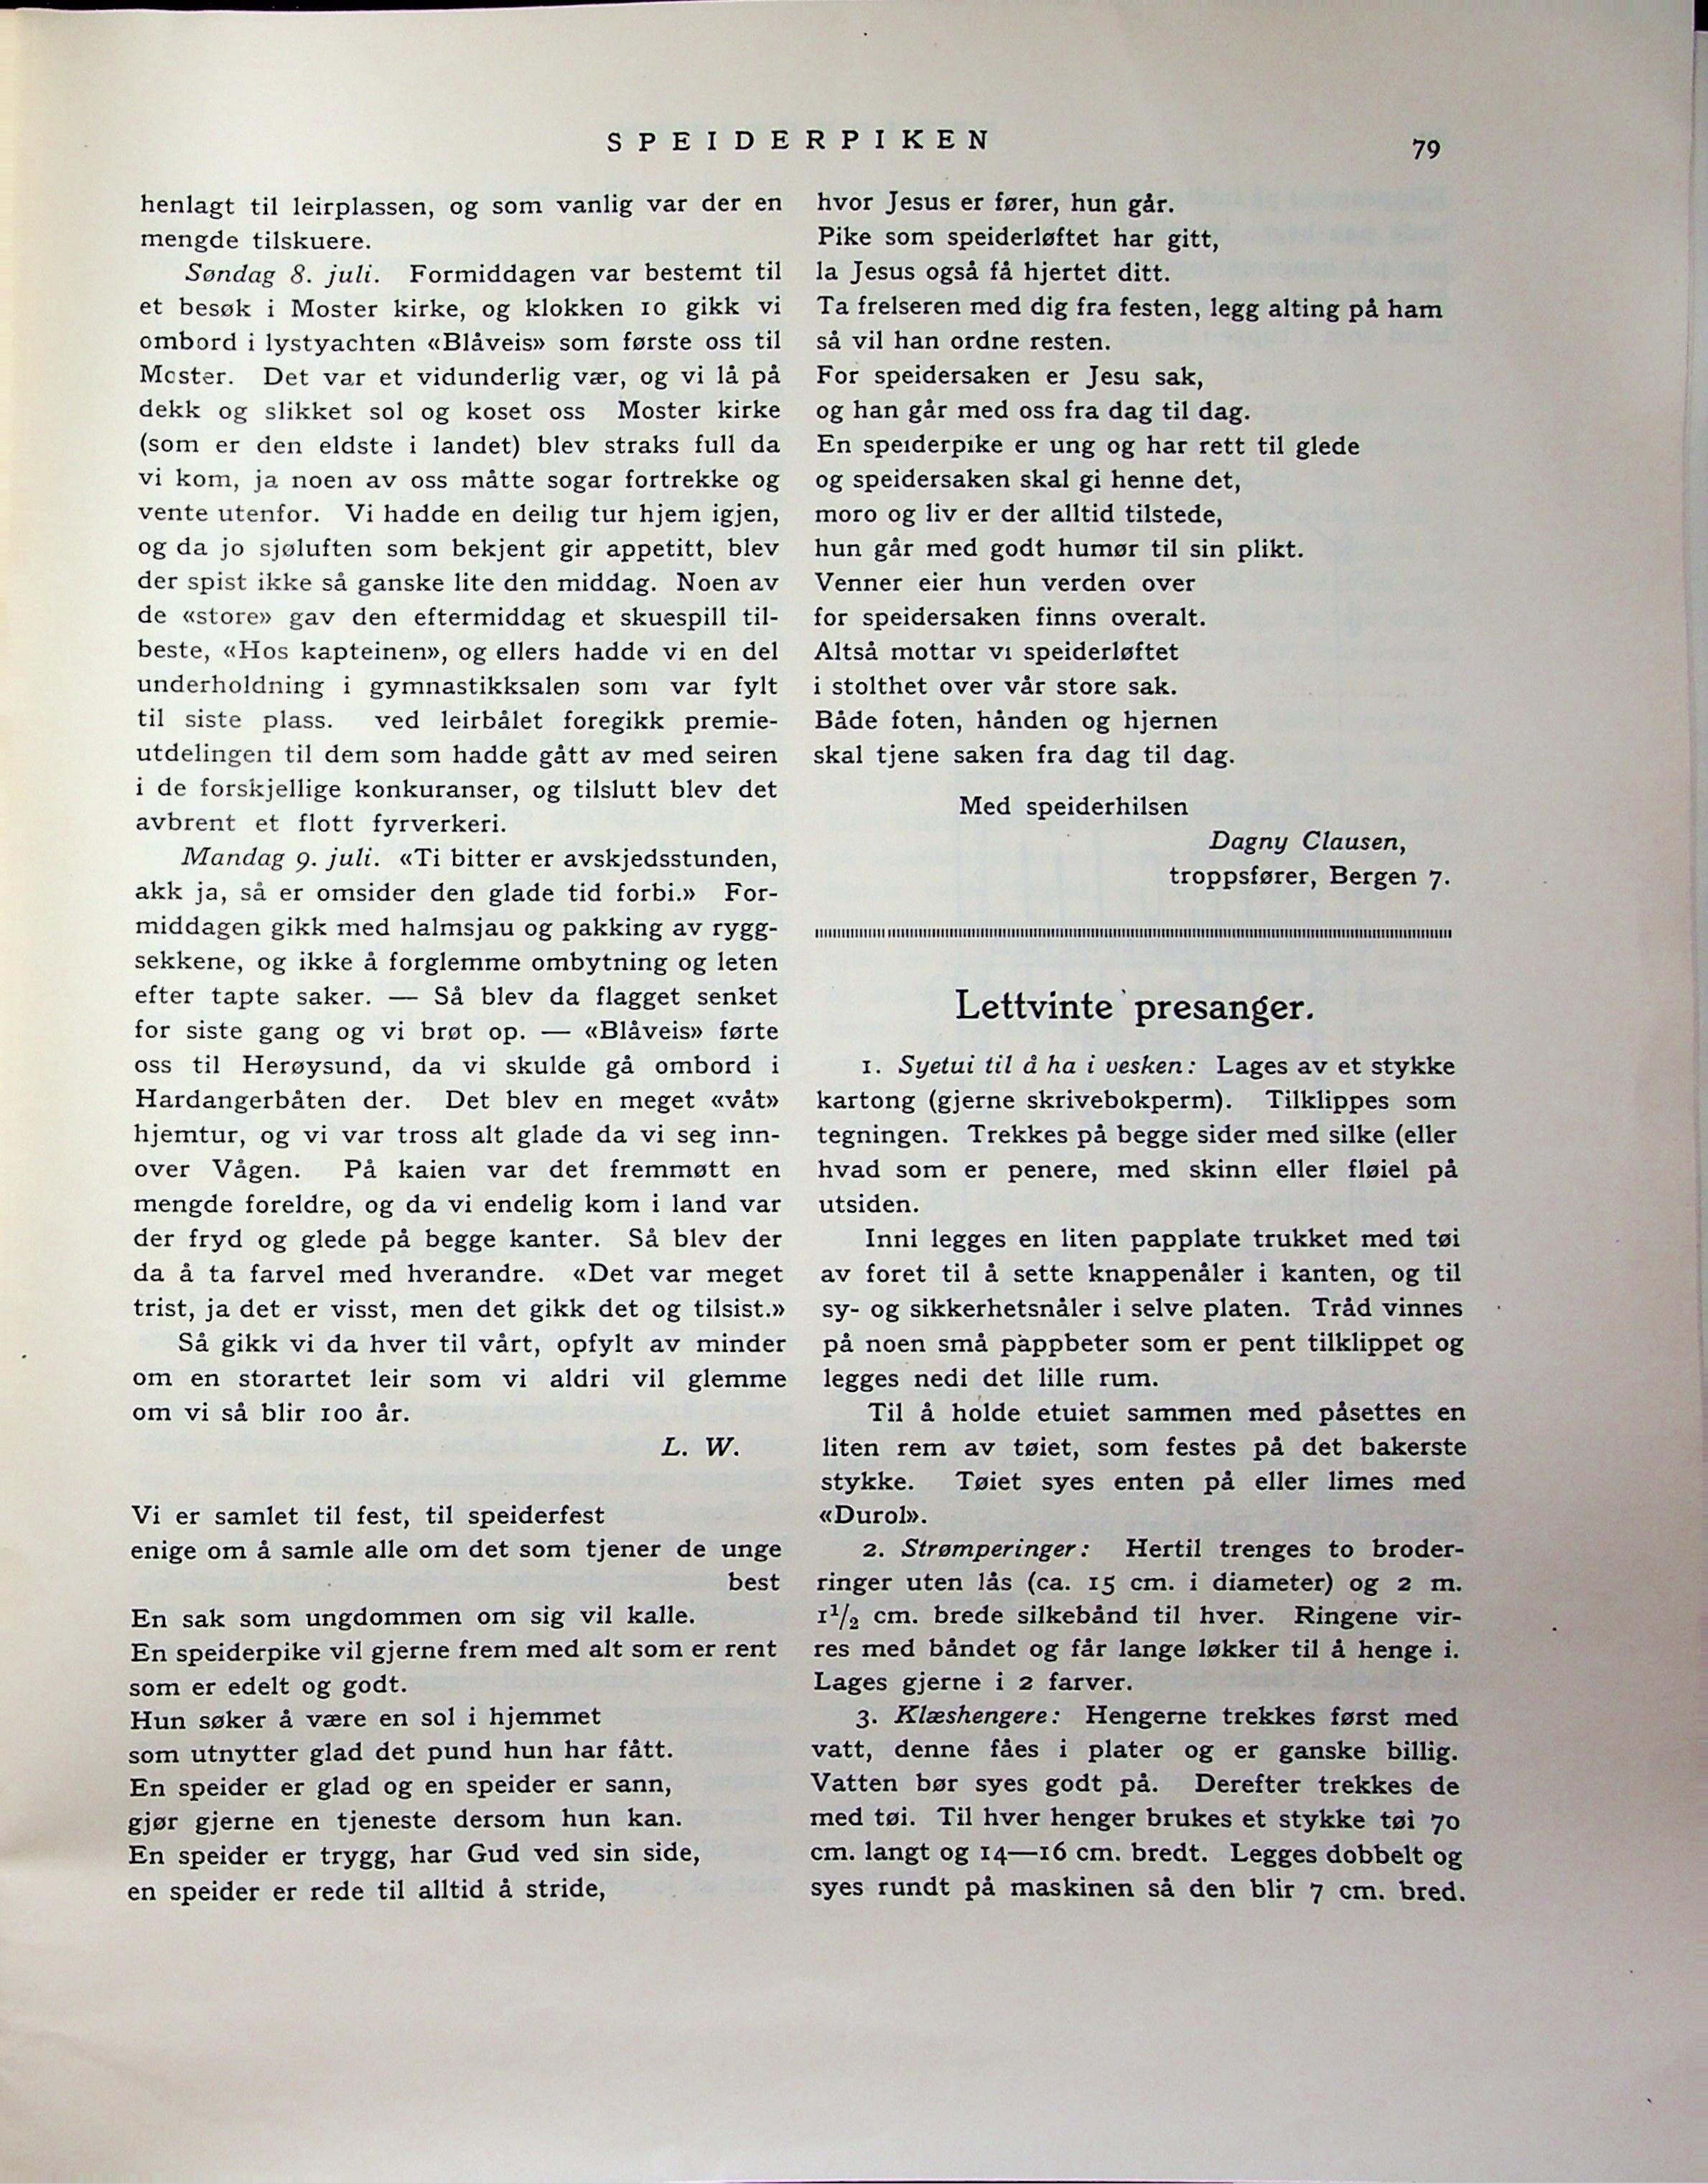 SPEIDERPIKEN
79
henlagt til leirplassen, og som vanlig var der en
mengde tilskuere.
Søndag 8. juli. Formiddagen var bestemt til
et besøk i Moster kirke, og klokken 10 gikk vi
ombord i lystyachten «Blåveis» som første oss til
Moster. Det var et vidunderlig vær, og vi lå på
dekk og slikket sol og koset oss Moster kirke
(som er den eldste i landet) blev straks full da
vi kom, ja noen av oss måtte sogar fortrekke og
vente utenfor. Vi hadde en deilig tur hjem igjen,
og da jo sjøluften som bekjent gir appetitt, blev
der spist ikke så ganske lite den middag. Noen av
de «store» gav den eftermiddag et skuespill til-
beste, «Hos kapteinen», og ellers hadde vi en del
underholdning i gymnastikksalen som var fylt
til siste plass. ved leirbålet foregikk premie-
utdelingen til dem som hadde gått av med seiren
i de forskjellige konkuranser, og tilslutt blev det
avbrent et flott fyrverkeri.
Mandag 9. juli. «Ti bitter er avskjedsstunden,
akk ja, så er omsider den glade tid forbi.» For-
middagen gikk med halmsjau og pakking av rygg-
sekkene, og ikke å forglemme ombytning og leten
efter tapte saker. — Så blev da flagget senket
for siste gang og vi brøt op. — «Blåveis» førte
oss til Herøysund, da vi skulde gå ombord i
Hardangerbåten der. Det blev en meget «våt»
hjemtur, og vi var tross alt glade da vi seg inn-
over Vågen. På kaien var det fremmøtt en
mengde foreldre, og da vi endelig kom i land var
der fryd og glede på begge kanter. Så blev der
da å ta farvel med hverandre. «Det var meget
trist, ja det er visst, men det gikk det og tilsist.»
Så gikk vi da hver til vårt, opfylt av minder
om en storartet leir som vi aldri vil glemme
om vi så blir 100 år.
L. W.
Vi er samlet til fest, til speiderfest
enige om å samle alle om det som tjener de unge
best
En sak som ungdommen om sig vil kalle.
En speiderpike vil gjerne frem med alt som er rent
som er edelt og godt.
Hun søker å være en sol i hjemmet
som utnytter glad det pund hun har fått.
En speider er glad og en speider er sann,
gjør gjerne en tjeneste dersom hun kan.
En speider er trygg, har Gud ved sin side,
en speider er rede til alltid å stride,
hvor Jesus er fører, hun går.
Pike som speiderløftet har gitt,
la Jesus også få hjertet ditt.
Ta frelseren med dig fra festen, legg alting på ham
så vil han ordne resten.
For speidersaken er Jesu sak,
og han går med oss fra dag til dag.
En speiderpike er ung og har rett til glede
og speidersaken skal gi henne det,
moro og liv er der alltid tilstede,
hun går med godt humør til sin plikt.
Venner eier hun verden over
for speidersaken finns overalt.
Altså mottar vi speiderløftet
i stolthet over vår store sak.
Både foten, hånden og hjernen
skal tjene saken fra dag til dag.
Med speiderhilsen
Dagny Clausen,
troppsfører, Bergen 7.
Lettvinte presanger.
1. Syetui til å ha i vesken: Lages av et stykke
kartong (gjerne skrivebokperm). Tilklippes som
tegningen. Trekkes på begge sider med silke (eller
hvad som er penere, med skinn eller fløiel på
utsiden.
Inni legges en liten papplate trukket med tøi
av foret til å sette knappenåler i kanten, og til
sy- og sikkerhetsnåler i selve platen. Tråd vinnes
på noen små pappbeter som er pent tilklippet og
legges nedi det lille rum.
Til å holde etuiet sammen med påsettes en
liten rem av tøiet, som festes på det bakerste
stykke. Tøiet syes enten på eller limes med
«Durol».
2. Strømperinger: Hertil trenges to broder-
ringer uten lås (ca. 15 cm. i diameter) og 2 m.
1¹/₂ cm. brede silkebånd til hver. Ringene vir-
res med båndet og får lange løkker til å henge i.
Lages gjerne i 2 farver.
3. Klæshengere: Hengerne trekkes først med
vatt, denne fåes i plater og er ganske billig.
Vatten bør syes godt på. Derefter trekkes de
med tøi. Til hver henger brukes et stykke tøi 70
cm. langt og 14—16 cm. bredt. Legges dobbelt og
syes rundt på maskinen så den blir 7 cm. bred.